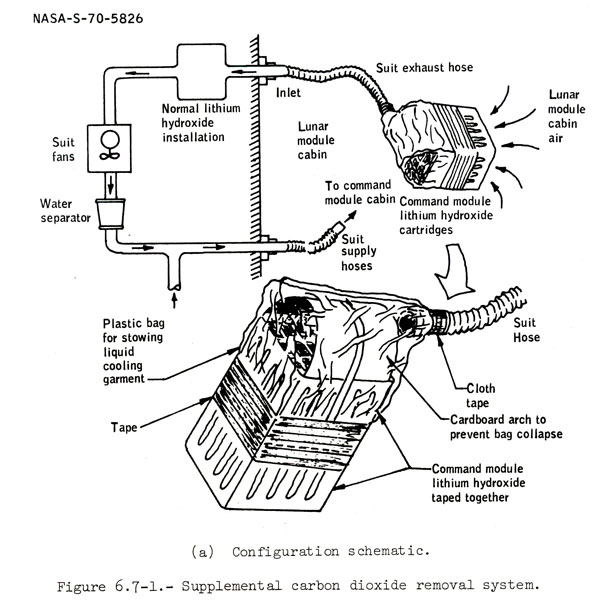 NASA-S-70-5826
Suit exhaust hose
Inlet
Normal lithium
hydroxide
installation
Lunar
module
cabin
Lunar
module
cabin
air
Suit
fans
To command
module cabin
Command module
lithium hydroxide
cartridges
Water
separator
Suit
supply
hoses
Plastic bag
for stowing
liquid
cooling
garment
Suit
Hose
Cloth
tape
Tape
Cardboard arch to
prevent bag collapse
Command module
lithium hydroxide
taped together
(a) Configuration schematic.
Figure 6.7-1.- Supplemental carbon dioxide removal system.